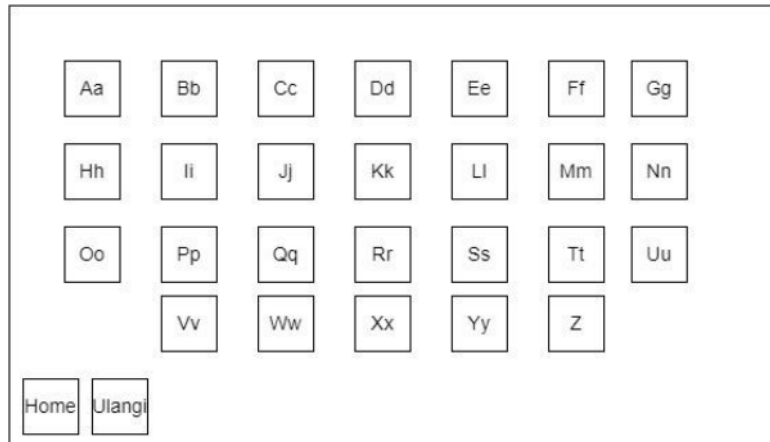 Aa Bb Cc Dd Ee Ff Gg
Hh Ii Jj Kk Ll Mm Nn
Oo Pp Qq Rr Ss Tt Uu
Vv Ww Xx Yy Z
Home Ulangi